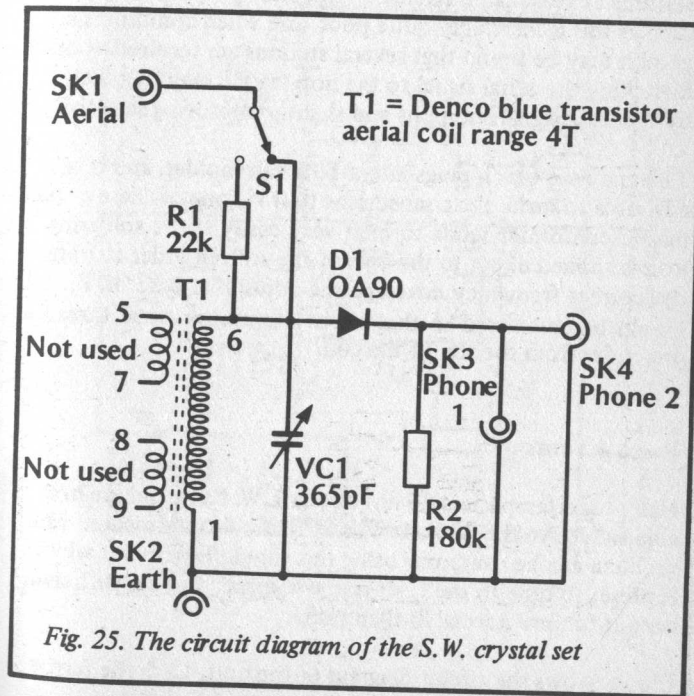 SK1
Aerial
T1 = Denco blue transistor
aerial coil range 4T
S1
R1
22k
D1
OA90
T1
5
6
Not used
7
SK3
Phone
1
SK4
Phone 2
8
Not used
9
VC1
365pF
R2
180k
1
SK2
Earth
Fig. 25. The circuit diagram of the S.W. crystal set